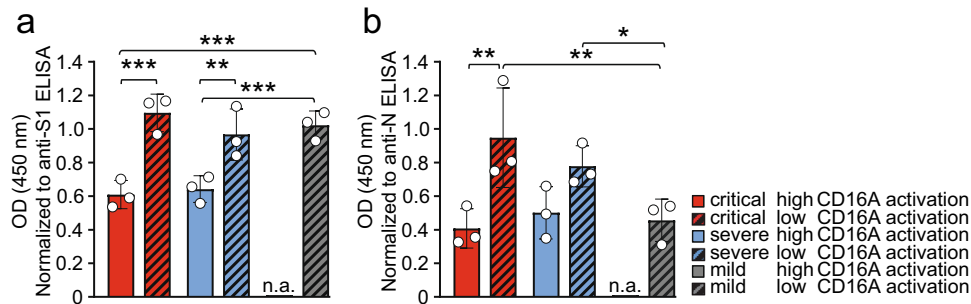 a
OD (450 nm)
Normalized to anti-S1 ELISA
1.4
1.2
1.0
0.8
0.6
0.4
0.2
0
***
***
**
***
n.a.
b
OD (450 nm)
Normalized to anti-N ELISA
1.4
1.2
1.0
0.8
0.6
0.4
0.2
0
*
**
**
n.a.
critical high CD16A activation
critical low CD16A activation
severe high CD16A activation
severe low CD16A activation
mild high CD16A activation
mild low CD16A activation